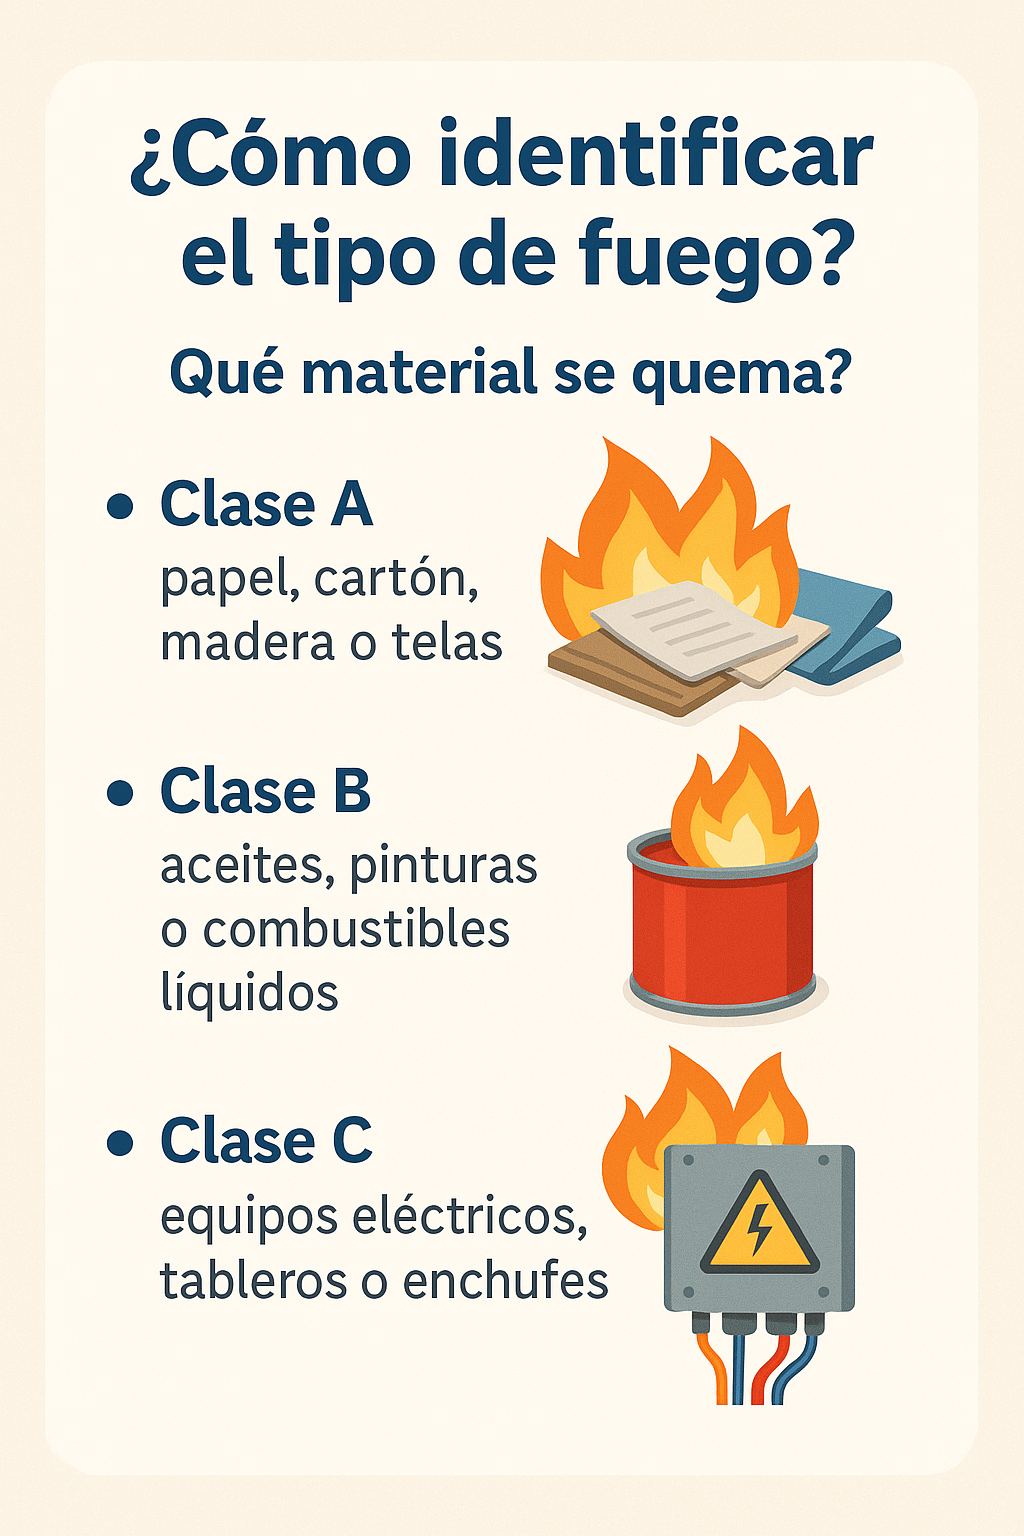 ¿Cómo identificar
el tipo de fuego?
Qué material se quema?
• Clase A
papel, cartón,
madera o telas
• Clase B
aceites, pinturas
o combustibles
líquidos
• Clase C
equipos eléctricos,
tableros o enchufes